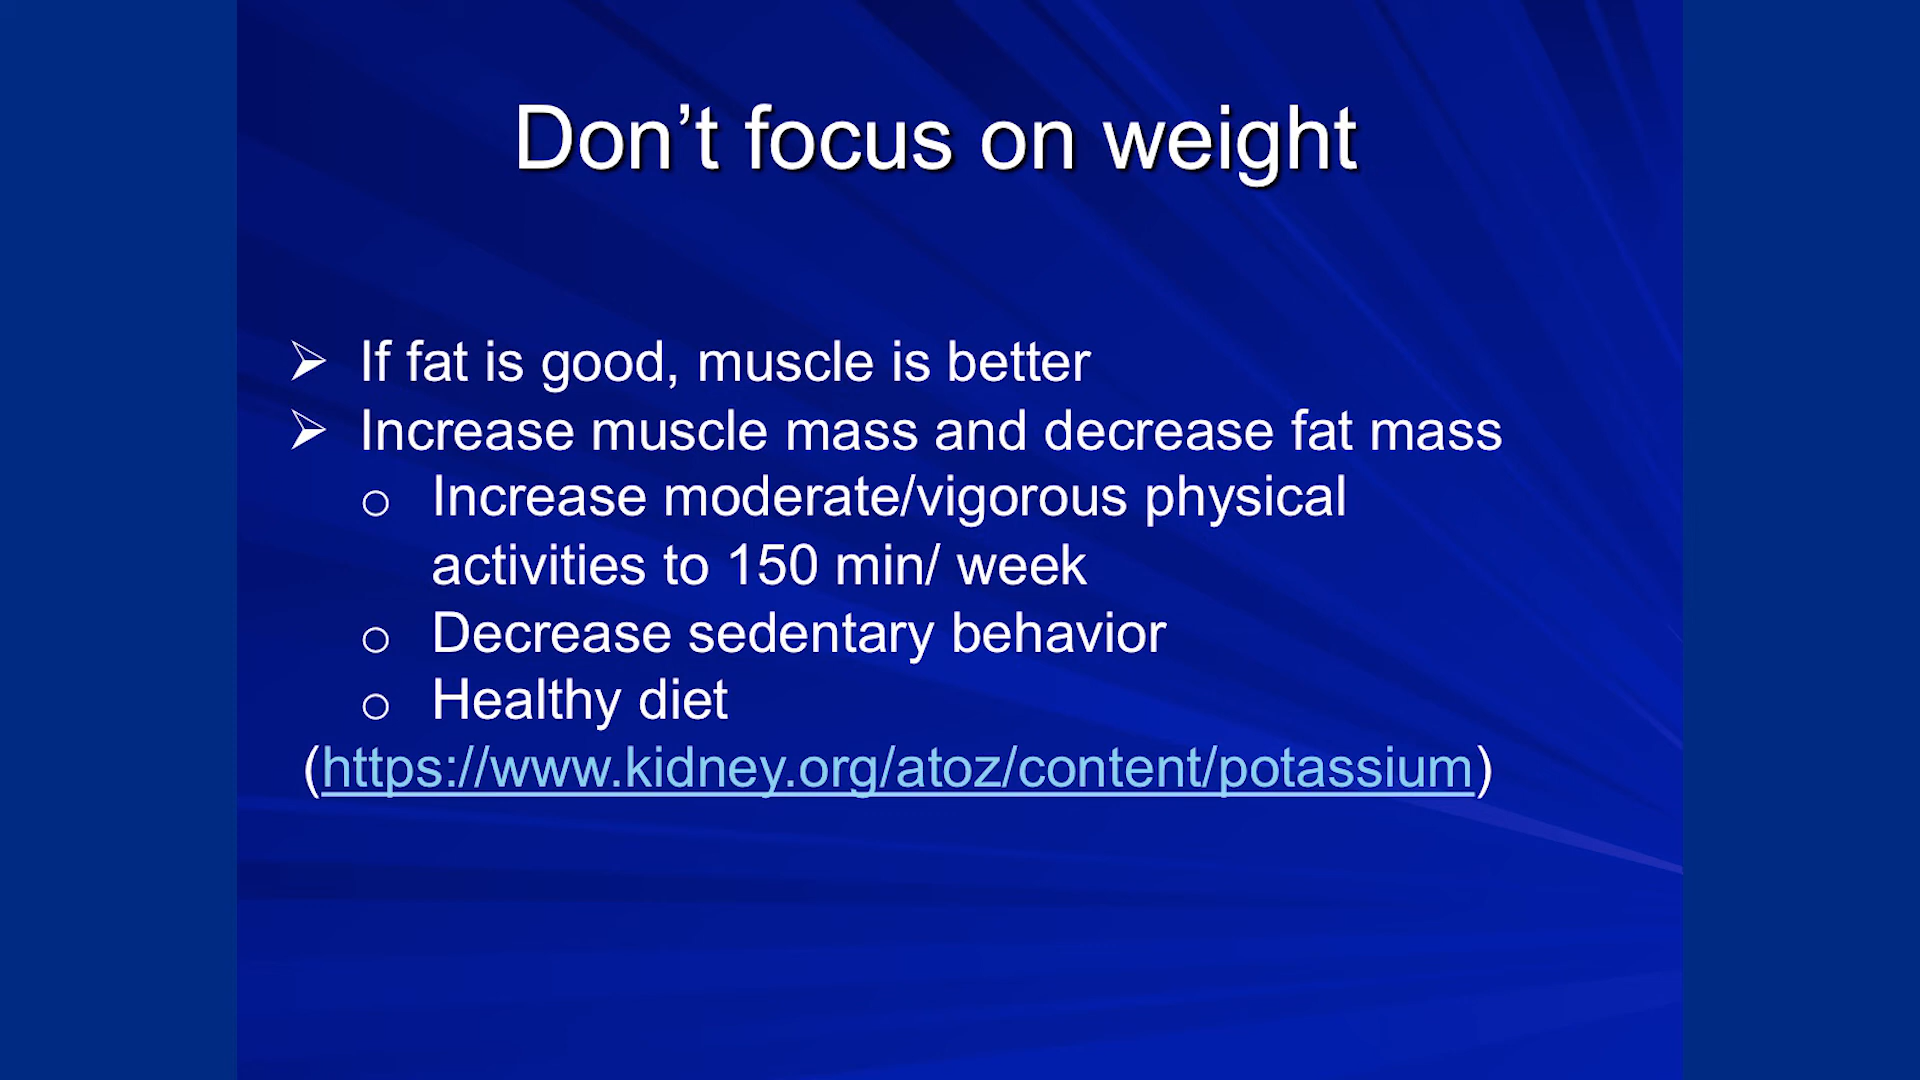 Don’t focus on weight
➢ If fat is good, muscle is better
➢ Increase muscle mass and decrease fat mass
o Increase moderate/vigorous physical
activities to 150 min/ week
o Decrease sedentary behavior
o Healthy diet
(https://www.kidney.org/atoz/content/potassium)